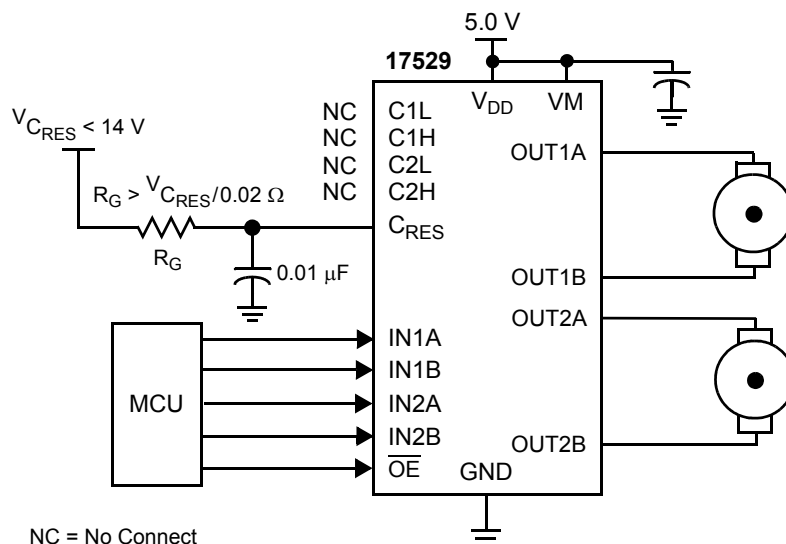 5.0 V
17529
VDD VM
VCRES < 14 V
NC C1L
NC C1H
NC C2L
NC C2H
RG > VCRES/0.02 Ω
RG
CRES
0.01 μF
OUT1A
OUT1B
OUT2A
OUT2B
MCU
IN1A
IN1B
IN2A
IN2B
OE
GND
NC = No Connect